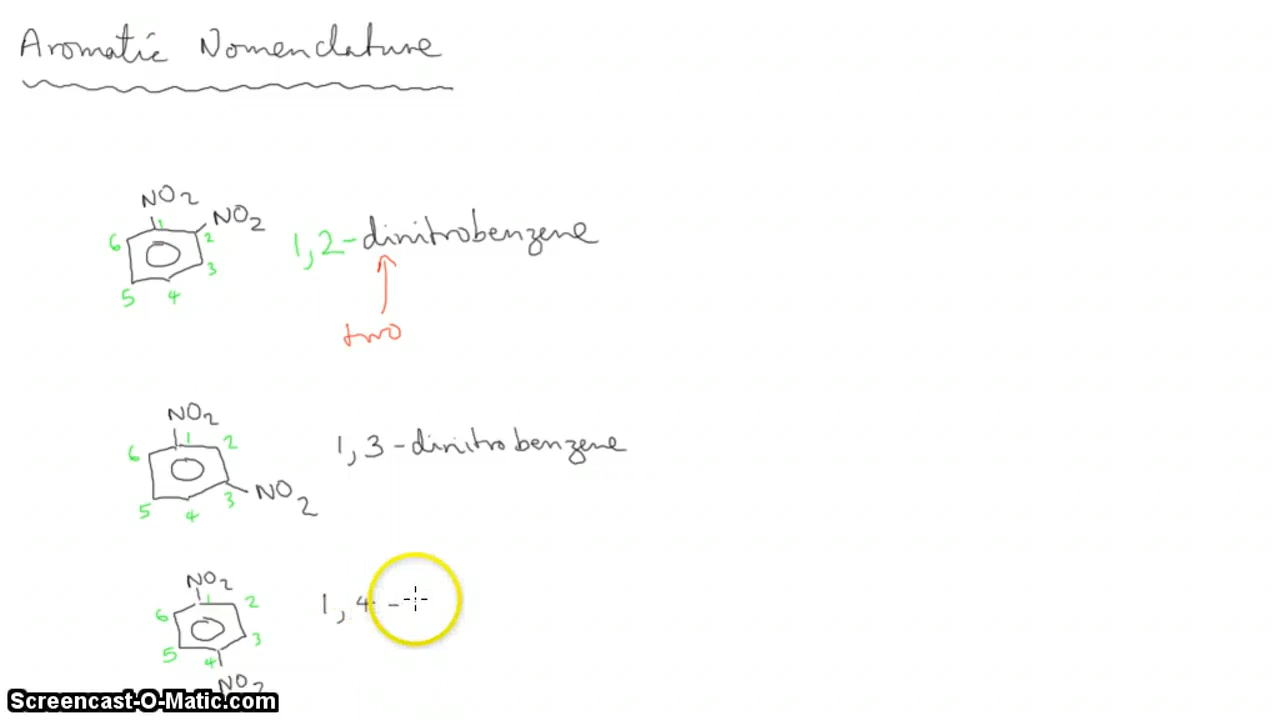 Aromatic Nomenclature
NO2
NO2
1
6
2
3
5
4
1,2-dinitrobenzene
two
NO2
1
2
6
3
5
4
NO2
1,3-dinitrobenzene
NO2
1
2
6
3
5
4
NO2
1,4-
Screencast-O-Matic.com